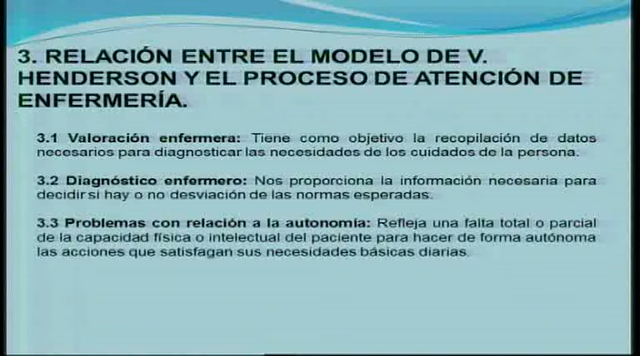 3. RELACIÓN ENTRE EL MODELO DE V.
HENDERSON Y EL PROCESO DE ATENCIÓN DE
ENFERMERÍA.
3.1 Valoración enfermera: Tiene como objetivo la recopilación de datos
necesarios para diagnosticar las necesidades de los cuidados de la persona.
3.2 Diagnóstico enfermero: Nos proporciona la información necesaria para
decidir si hay o no desviación de las normas esperadas.
3.3 Problemas con relación a la autonomía: Refleja una falta total o parcial
de la capacidad física o intelectual del paciente para hacer de forma autónoma
las acciones que satisfagan sus necesidades básicas diarias.